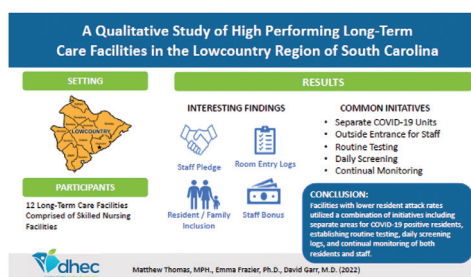 A Qualitative Study of High Performing Long-Term
Care Facilities in the Lowcountry Region of South Carolina
SETTING
LOWCOUNTRY
PARTICIPANTS
12 Long-Term Care Facilities
Comprised of Skilled Nursing
Facilities
RESULTS
INTERESTING FINDINGS
Staff Pledge
Room Entry Logs
Resident / Family
Inclusion
Staff Bonus
COMMON INITATIVES
• Separate COVID-19 Units
• Outside Entrance for Staff
• Routine Testing
• Daily Screening
• Continual Monitoring
CONCLUSION:
Facilities with lower resident attack rates
utilized a combination of initiatives including
separate areas for COVID-19 positive residents,
establishing routine testing, daily screening
logs, and continual monitoring of both
residents and staff.
dhec
Matthew Thomas, MPH., Emma Frazier, Ph.D., David Garr, M.D. (2022)